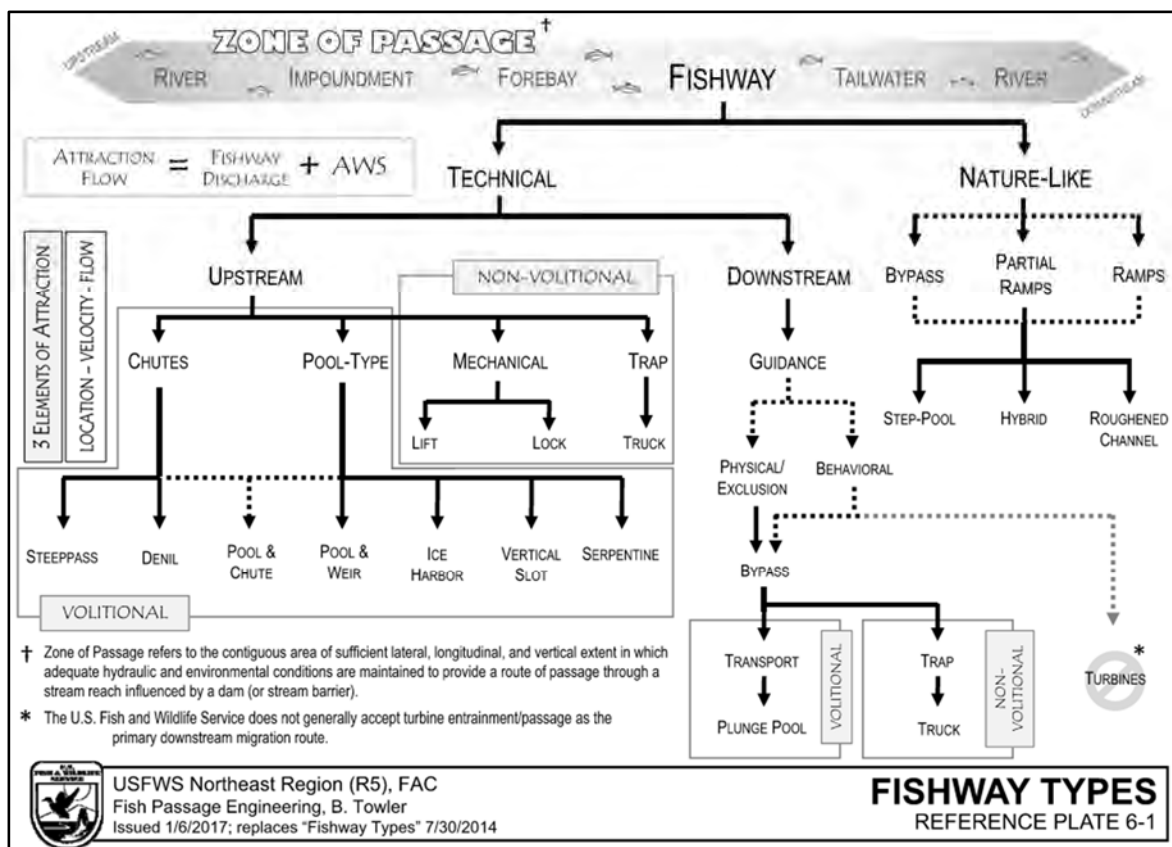 UPSTREAM
ZONE OF PASSAGE †
RIVER IMPOUNDMENT FOREBAY FISHWAY TAILWATER RIVER
DOWNSTREAM
ATTRACTION FLOW = FISHWAY DISCHARGE + AWS
TECHNICAL
NATURE-LIKE
3 ELEMENTS OF ATTRACTION
LOCATION – VELOCITY - FLOW
UPSTREAM
NON-VOLITIONAL
DOWNSTREAM
BYPASS
PARTIAL
RAMPS
RAMPS
CHUTES
POOL-TYPE
MECHANICAL
TRAP
GUIDANCE
LIFT
LOCK
TRUCK
STEP-POOL
HYBRID
ROUGHENED
CHANNEL
PHYSICAL/
EXCLUSION
BEHAVIORAL
STEEPPASS
DENIL
POOL &
CHUTE
POOL &
WEIR
ICE
HARBOR
VERTICAL
SLOT
SERPENTINE
BYPASS
VOLITIONAL
TRANSPORT
PLUNGE POOL
VOLITIONAL
TRAP
TRUCK
NON-
VOLITIONAL
TURBINES *
† Zone of Passage refers to the contiguous area of sufficient lateral, longitudinal, and vertical extent in which
adequate hydraulic and environmental conditions are maintained to provide a route of passage through a
stream reach influenced by a dam (or stream barrier).
* The U.S. Fish and Wildlife Service does not generally accept turbine entrainment/passage as the
primary downstream migration route.
U.S.
FISH & WILDLIFE
SERVICE
USFWS Northeast Region (R5), FAC
Fish Passage Engineering, B. Towler
Issued 1/6/2017; replaces “Fishway Types” 7/30/2014
FISHWAY TYPES
REFERENCE PLATE 6-1